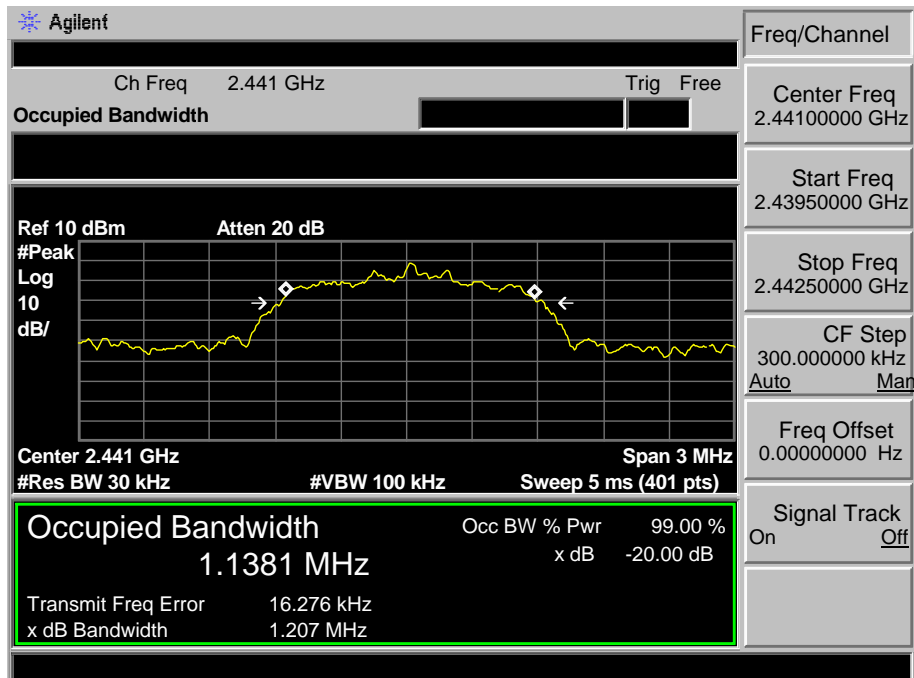 Agilent
Freq/Channel
Ch Freq 2.441 GHz Trig Free
Occupied Bandwidth
Center Freq
2.44100000 GHz
Start Freq
2.43950000 GHz
Stop Freq
2.44250000 GHz
CF Step
300.000000 kHz
Auto Man
Freq Offset
0.00000000 Hz
Signal Track
On Off
Ref 10 dBm Atten 20 dB
#Peak
Log
10
dB/
Center 2.441 GHz Span 3 MHz
#Res BW 30 kHz #VBW 100 kHz Sweep 5 ms (401 pts)
Occupied Bandwidth Occ BW % Pwr 99.00 %
1.1381 MHz x dB -20.00 dB
Transmit Freq Error 16.276 kHz
x dB Bandwidth 1.207 MHz